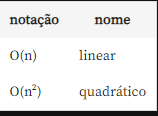 notação nome
O(n) linear
O(n²) quadrático